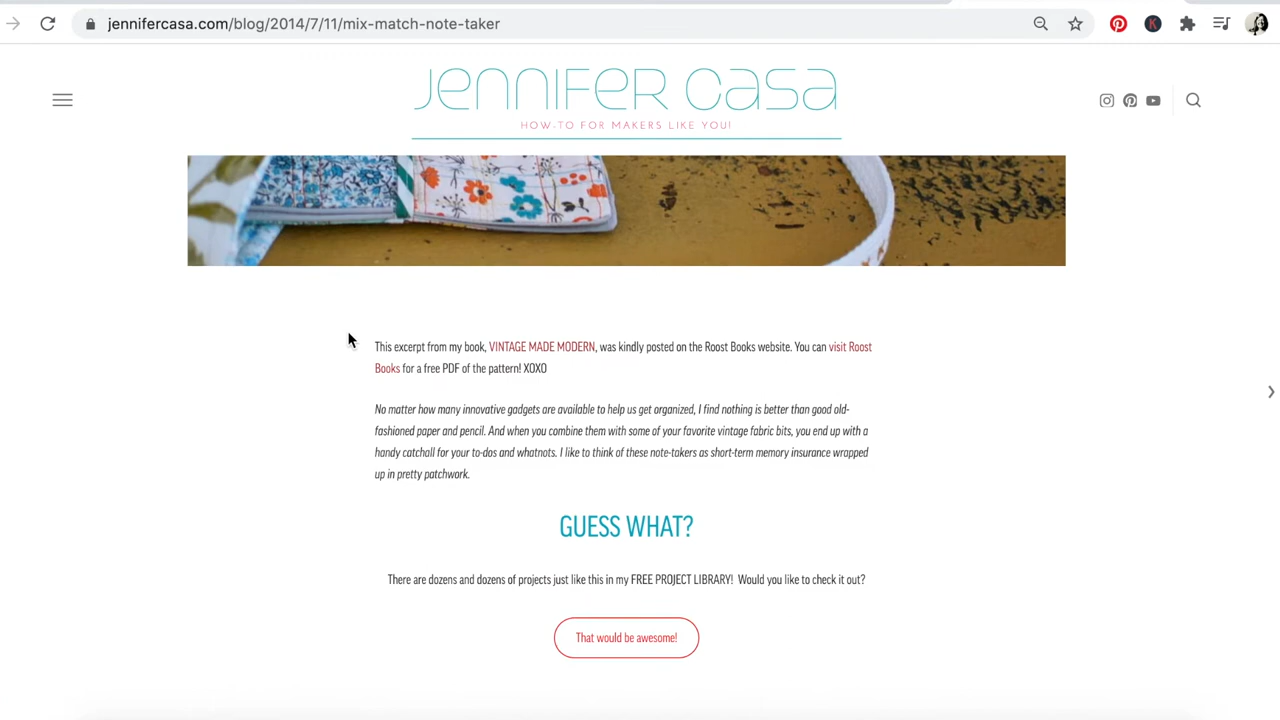 jennifercasa.com/blog/2014/7/11/mix-match-note-taker
K
JENNIFER CASA
HOW-TO FOR MAKERS LIKE YOU!
This excerpt from my book, VINTAGE MADE MODERN, was kindly posted on the Roost Books website. You can visit Roost
Books for a free PDF of the pattern! XOXO
No matter how many innovative gadgets are available to help us get organized, I find nothing is better than good old-
fashioned paper and pencil. And when you combine them with some of your favorite vintage fabric bits, you end up with a
handy catchall for your to-dos and whatnots. I like to think of these note-takers as short-term memory insurance wrapped
up in pretty patchwork.
GUESS WHAT?
There are dozens and dozens of projects just like this in my FREE PROJECT LIBRARY! Would you like to check it out?
That would be awesome!